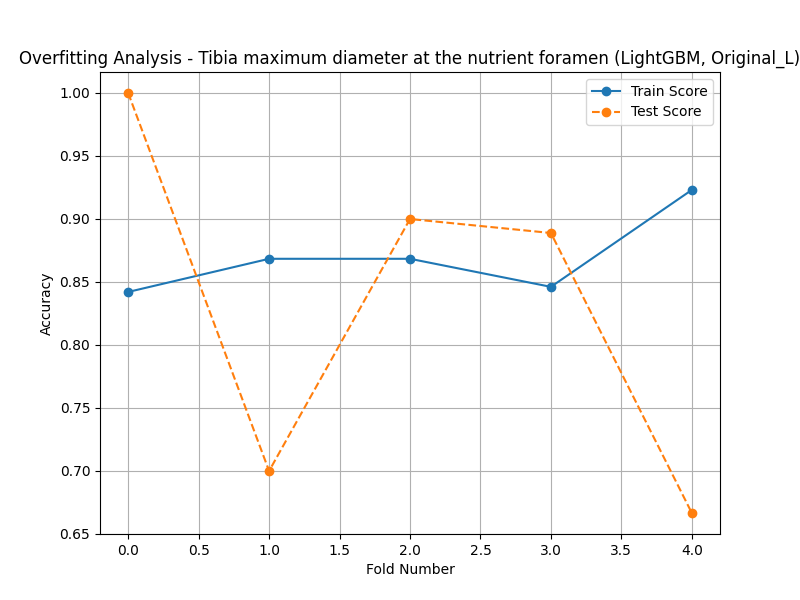 Overfitting Analysis - Tibia maximum diameter at the nutrient foramen (LightGBM, Original_L)
Train Score
Test Score
1.00
0.95
0.90
0.85
0.80
0.75
0.70
0.65
Accuracy
0.0 0.5 1.0 1.5 2.0 2.5 3.0 3.5 4.0
Fold Number